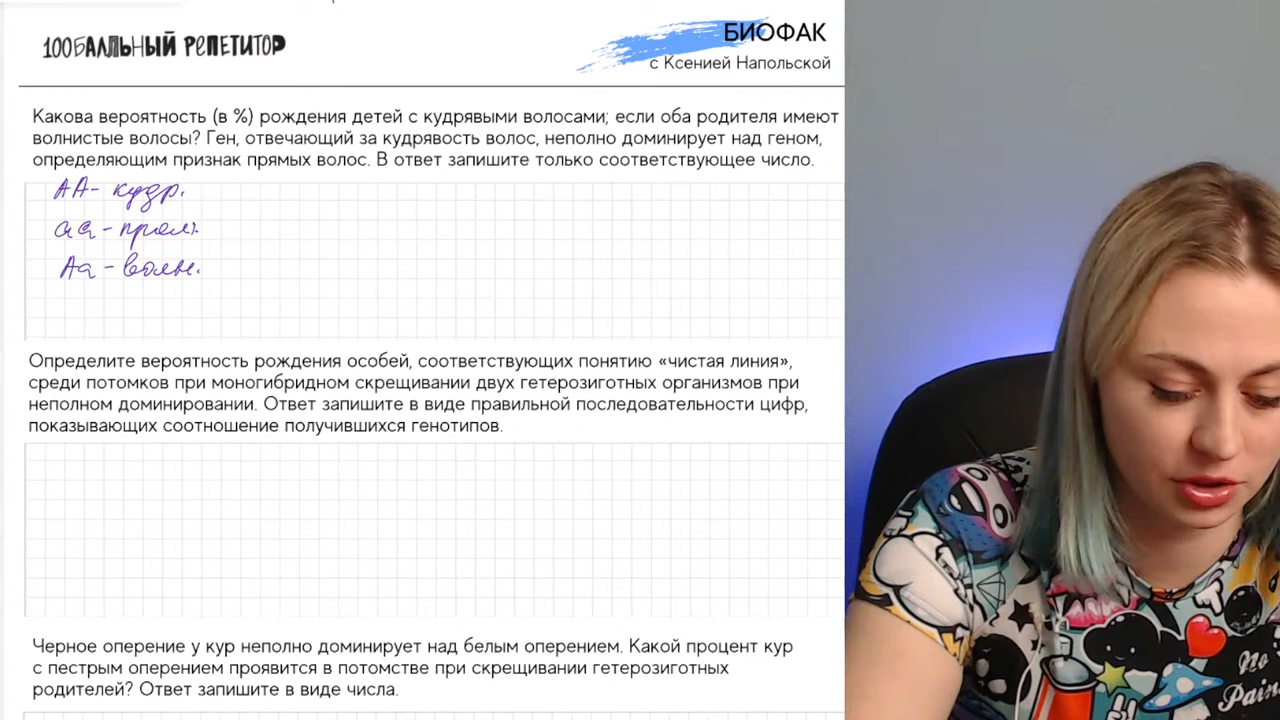 100БАЛЛЬНЫЙ РЕПЕТИТОР
БИОФАК
с Ксенией Напольской
Какова вероятность (в %) рождения детей с кудрявыми волосами; если оба родителя имеют
волнистые волосы? Ген, отвечающий за кудрявость волос, неполно доминирует над геном,
определяющим признак прямых волос. В ответ запишите только соответствующее число.
АА- кудр.
аа - прям.
Аа - волн.
Определите вероятность рождения особей, соответствующих понятию «чистая линия»,
среди потомков при моногибридном скрещивании двух гетерозиготных организмов при
неполном доминировании. Ответ запишите в виде правильной последовательности цифр,
показывающих соотношение получившихся генотипов.
Черное оперение у кур неполно доминирует над белым оперением. Какой процент кур
с пестрым оперением проявится в потомстве при скрещивании гетерозиготных
родителей? Ответ запишите в виде числа.
No
Pain